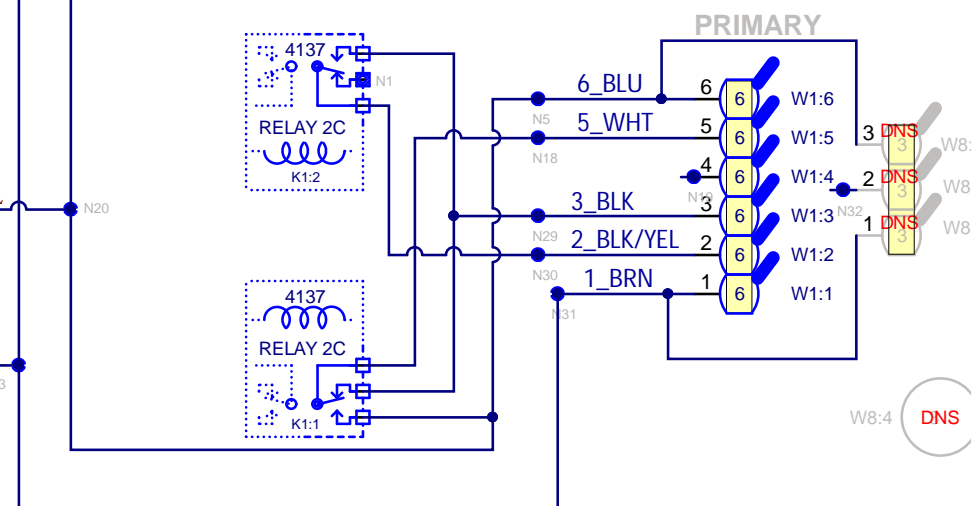 PRIMARY
4137
N1
RELAY 2C
K1:2
6_BLU
6
6
W1:6
N5
5_WHT
5
6
W1:5
3
DNS
3
N18
4
6
W1:4
2
DNS
3
W8
N20
N32
3_BLK
3
6
W1:3
1
DNS
3
W8
N29
2_BLK/YEL
2
6
W1:2
N30
1_BRN
1
6
W1:1
N31
4137
RELAY 2C
K1:1
W8:4
DNS